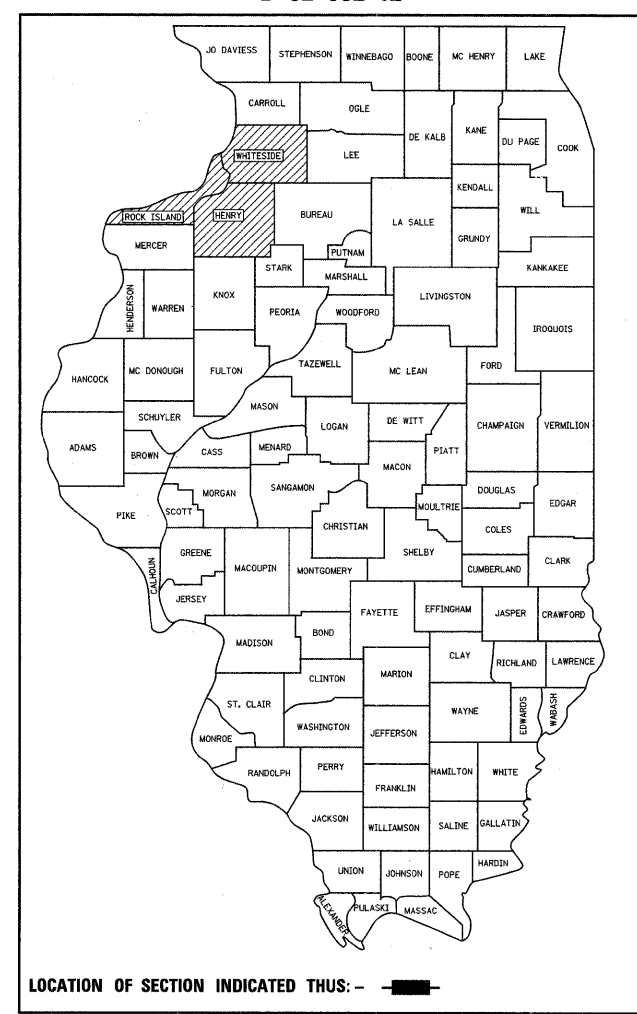 JO DAVIESS STEPHENSON WINNEBAGO BOONE MC HENRY LAKE
CARROLL OGLE DE KALB KANE DU PAGE COOK
WHITESIDE LEE
ROCK ISLAND HENRY BUREAU LA SALLE KENDALL WILL
GRUNDY
MERCER PUTNAM
STARK MARSHALL KANKAKEE
HENDERSON WARREN KNOX PEORIA WOODFORD LIVINGSTON IROQUOIS
HANCOCK MC DONOUGH FULTON TAZEWELL MC LEAN FORD
SCHUYLER MASON LOGAN DE WITT CHAMPAIGN VERMILION
ADAMS BROWN CASS MENARD PIATT
MACON
PIKE SCOTT MORGAN SANGAMON MOULTRIE DOUGLAS EDGAR
CHRISTIAN COLES
CALHOUN GREENE MACOUPIN MONTGOMERY SHELBY CUMBERLAND CLARK
JERSEY FAYETTE EFFINGHAM JASPER CRAWFORD
MADISON BOND
CLINTON MARION CLAY RICHLAND LAWRENCE
ST. CLAIR WASHINGTON WAYNE EDWARDS WABASH
MONROE JEFFERSON
RANDOLPH PERRY HAMILTON WHITE
FRANKLIN
JACKSON WILLIAMSON SALINE GALLATIN
UNION JOHNSON POPE HARDIN
ALEXANDER PULASKI MASSAC
LOCATION OF SECTION INDICATED THUS: -